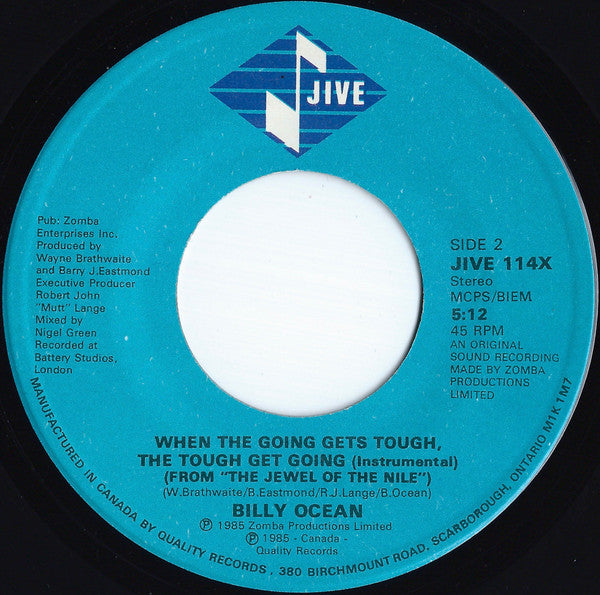 JIVE
Pub: Zomba
Enterprises Inc.
Produced by
Wayne Brathwaite
and Barry J.Eastmond
Executive Producer
Robert John
"Mutt" Lange
Mixed by
Nigel Green
Recorded at
Battery Studios,
London
SIDE 2
JIVE 114X
Stereo
MCPS/BIEM
5:12
45 RPM
AN ORIGINAL
SOUND RECORDING
MADE BY ZOMBA
PRODUCTIONS
LIMITED
WHEN THE GOING GETS TOUGH,
THE TOUGH GET GOING (Instrumental)
(FROM "THE JEWEL OF THE NILE")
(W.Brathwaite/B.Eastmond/R.J.Lange/B.Ocean)
BILLY OCEAN
℗ 1985 Zomba Productions Limited
℗ 1985 - Canada -
Quality Records
MANUFACTURED IN CANADA BY QUALITY RECORDS, 380 BIRCHMOUNT ROAD, SCARBOROUGH, ONTARIO M1K 1M7